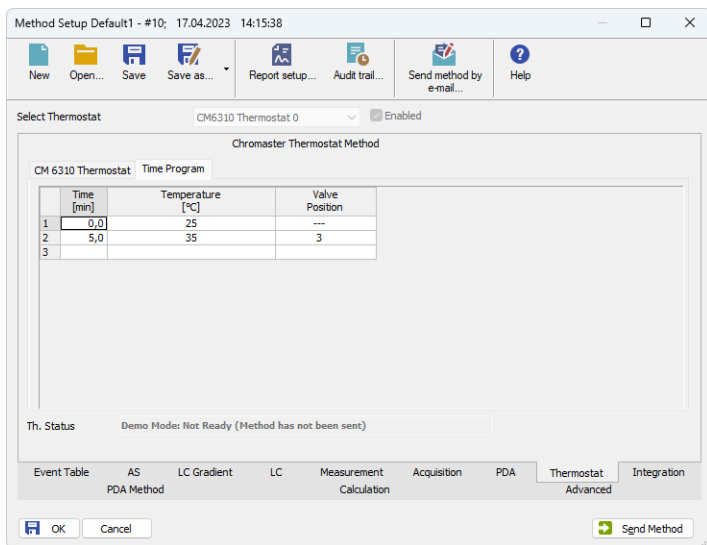 Method Setup Default1 - #10; 17.04.2023 14:15:38
New Open... Save Save as... Report setup... Audit trail... Send method by e-mail... Help
Select Thermostat CM6310 Thermostat 0 Enabled
Chromaster Thermostat Method
CM 6310 Thermostat Time Program
Time [min] Temperature [°C] Valve Position
1 0,0 25 ---
2 5,0 35 3
3
Th. Status Demo Mode: Not Ready (Method has not been sent)
Event Table AS LC Gradient LC Measurement Acquisition PDA Thermostat Integration
PDA Method Calculation Advanced
OK Cancel Send Method